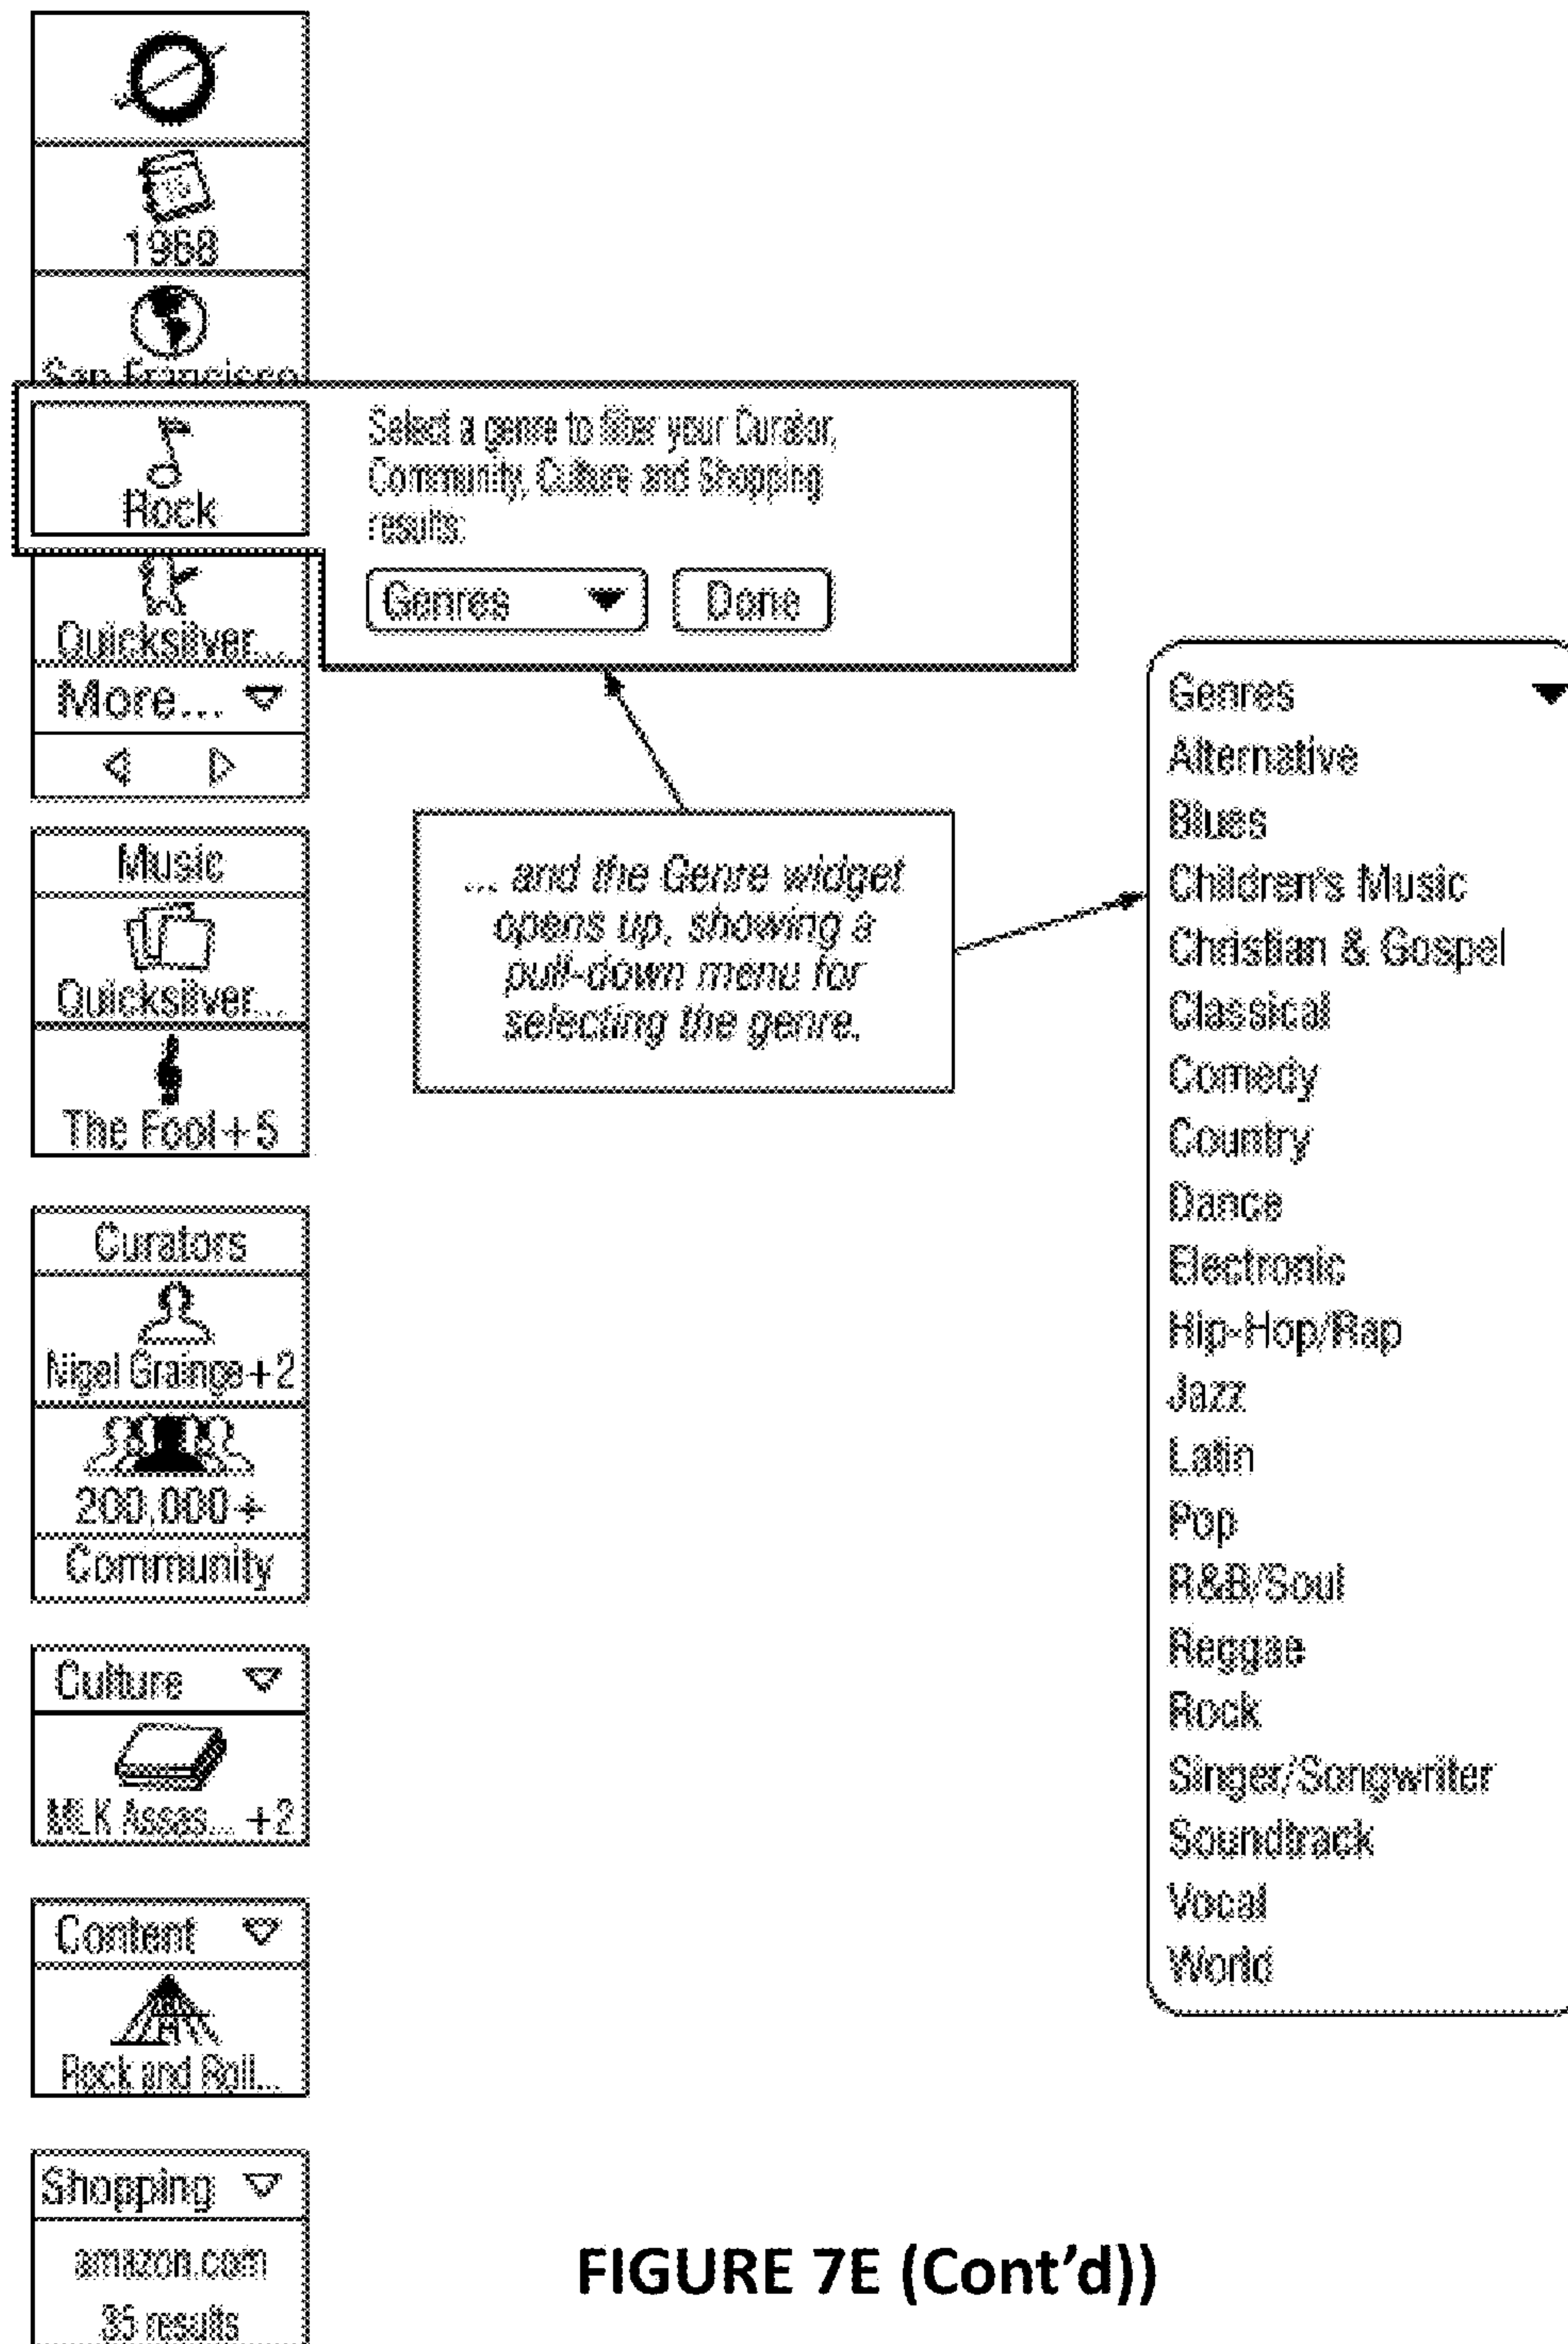 1968
San Francisco
Rock
Select a genre to filter your Curator,
Community, Culture and Shopping
results:
Genres
Done
Quicksilver...
More...
Music
Quicksilver...
The Fool+5
... and the Genre widget
opens up, showing a
pull-down menu for
selecting the genre.
Curators
Nigel Grainge+2
200,000+
Community
Culture
MLK Assas... +2
Content
Rock and Roll...
Shopping
amazon.com
35 results
Genres
Alternative
Blues
Children's Music
Christian & Gospel
Classical
Comedy
Country
Dance
Electronic
Hip-Hop/Rap
Jazz
Latin
Pop
R&B/Soul
Reggae
Rock
Singer/Songwriter
Soundtrack
Vocal
World
FIGURE 7E (Cont'd))